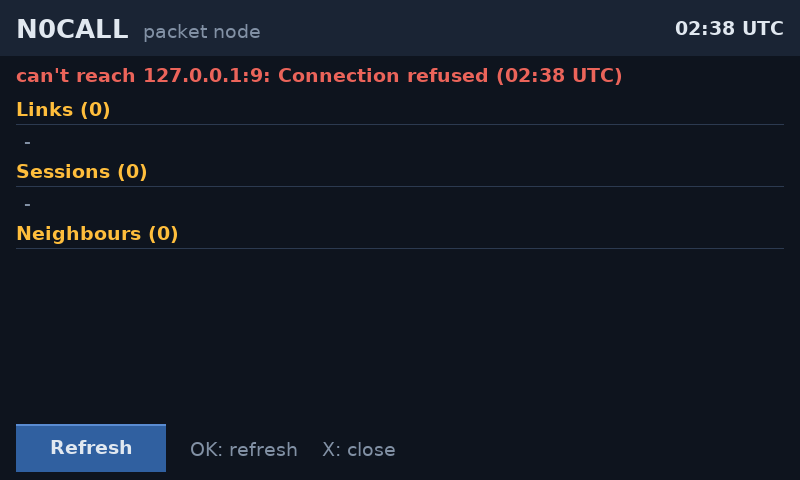 N0CALL packet node 02:38 UTC
can't reach 127.0.0.1:9: Connection refused (02:38 UTC)
Links (0)
-
Sessions (0)
-
Neighbours (0)
Refresh OK: refresh X: close